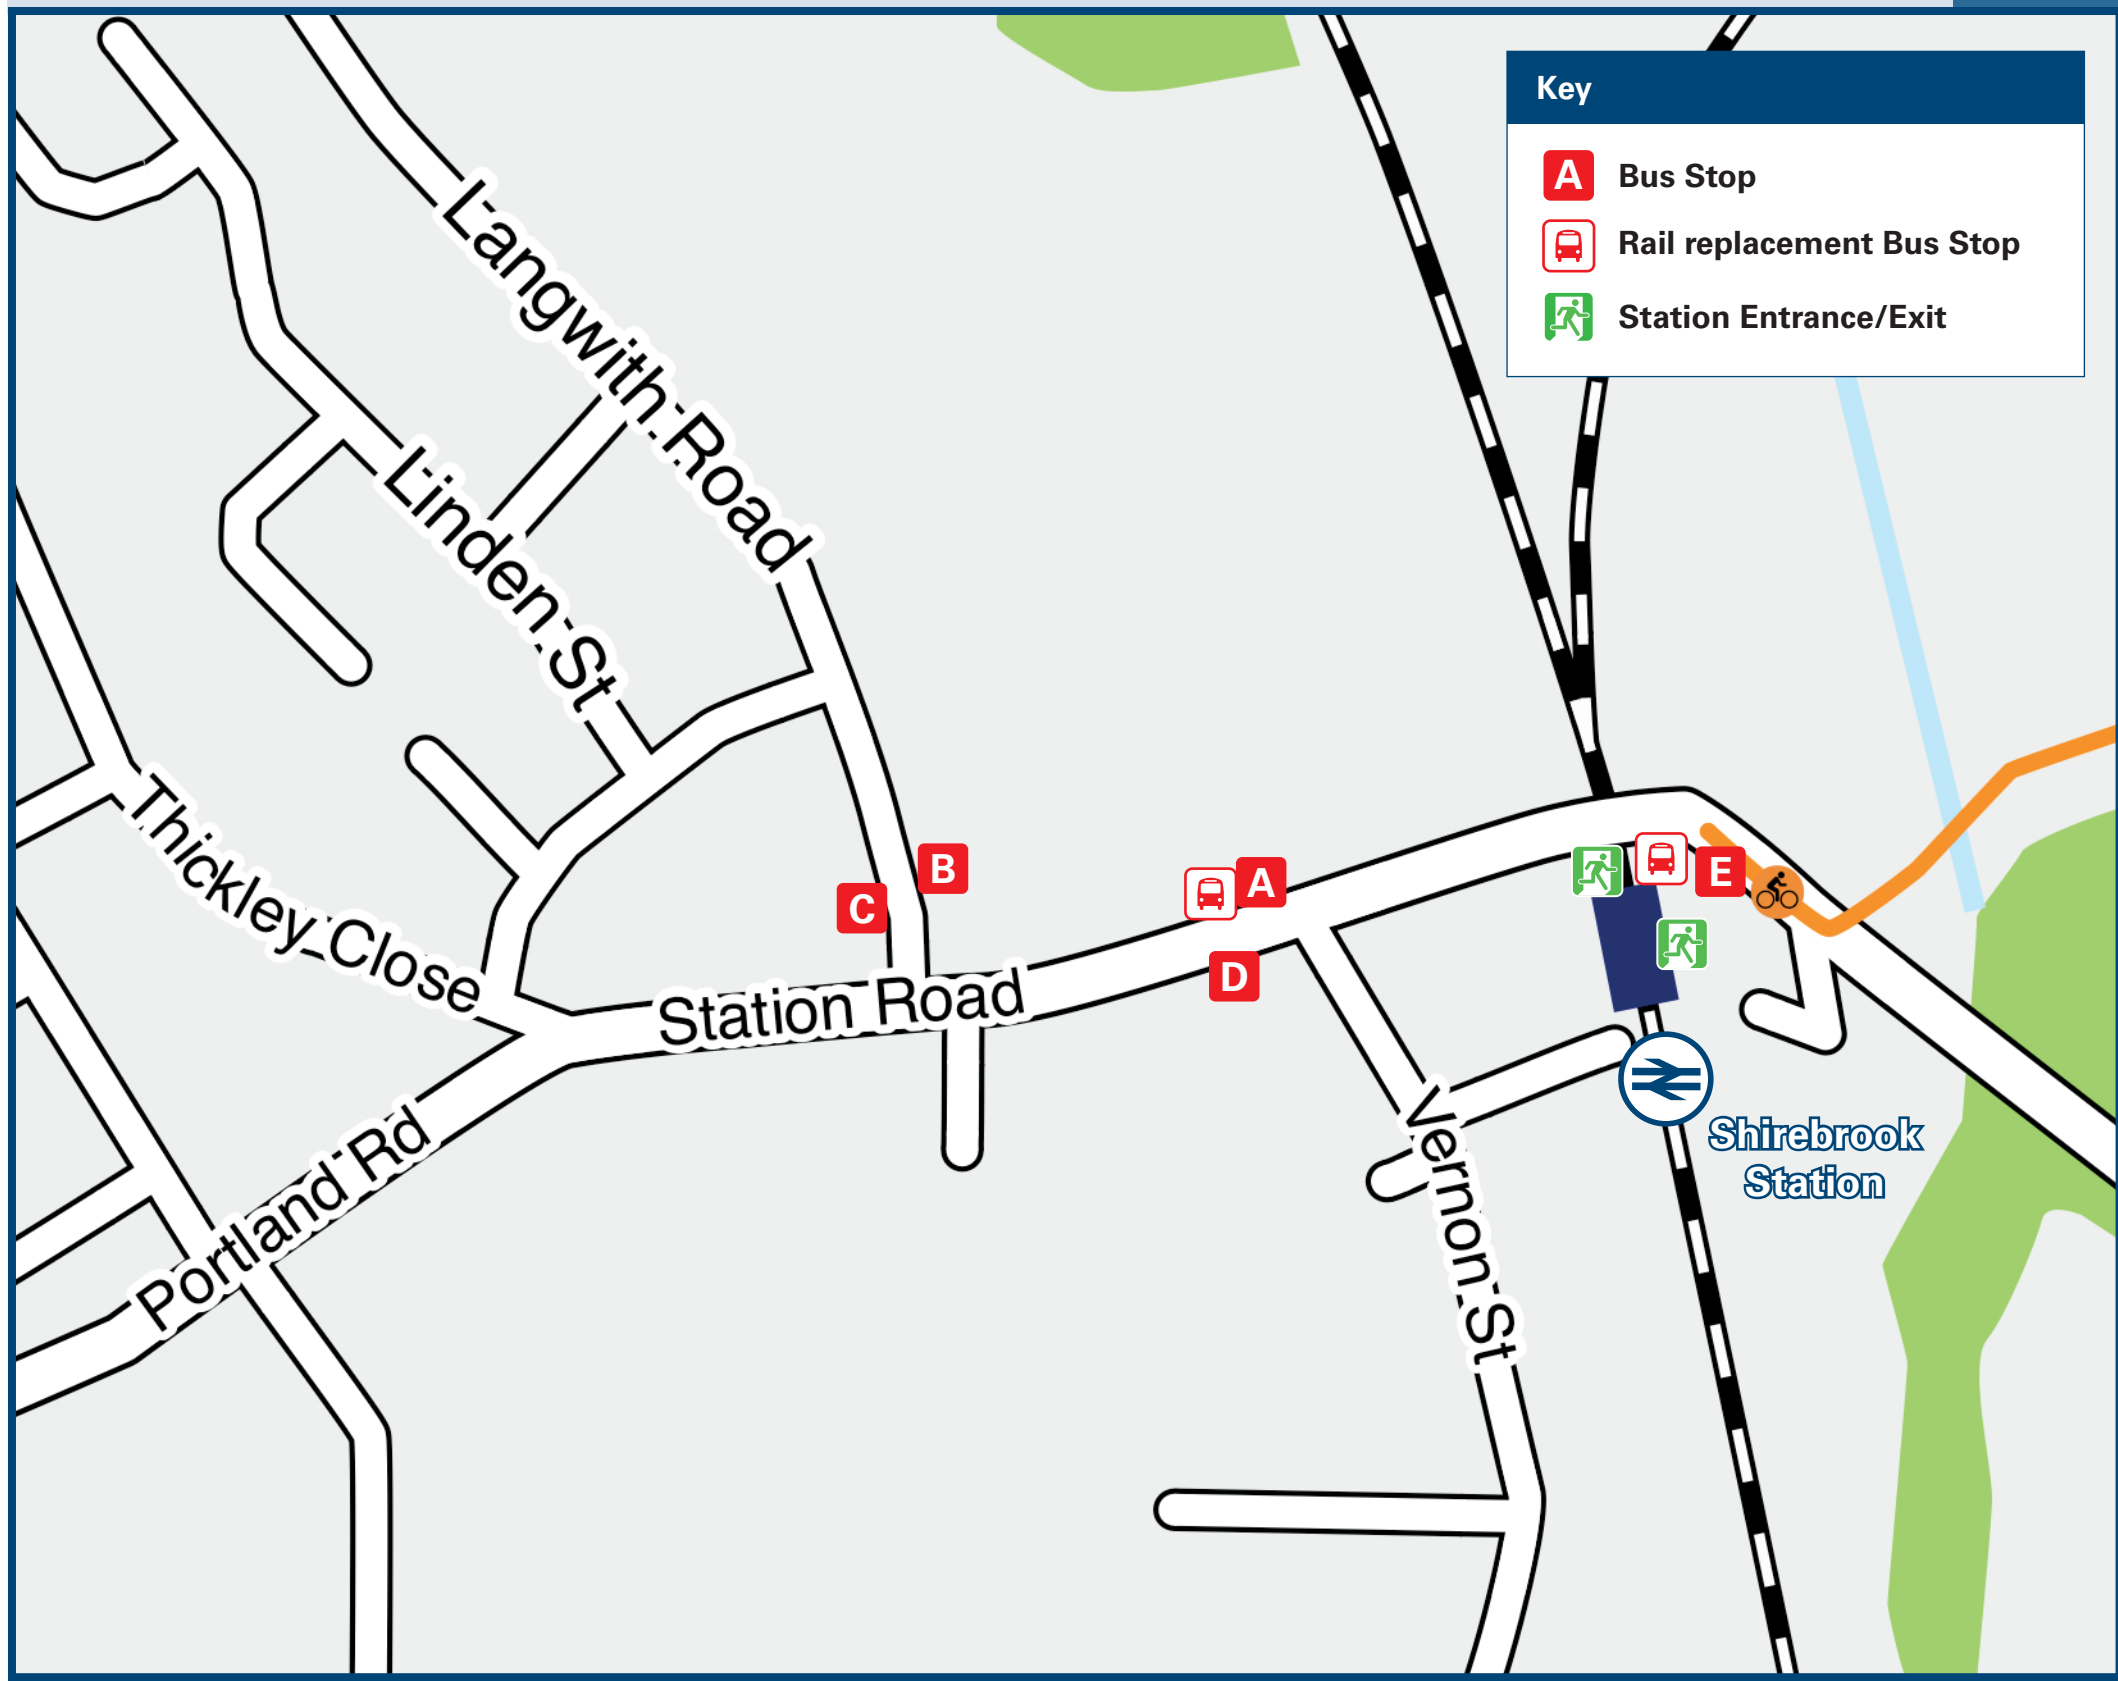 Key
A Bus Stop
Rail replacement Bus Stop
Station Entrance/Exit
Langwith Road
Linden St
Thickley Close
B
C
A
E
D
Station Road
Portland Rd
Vernon St
Shirebrook
Station